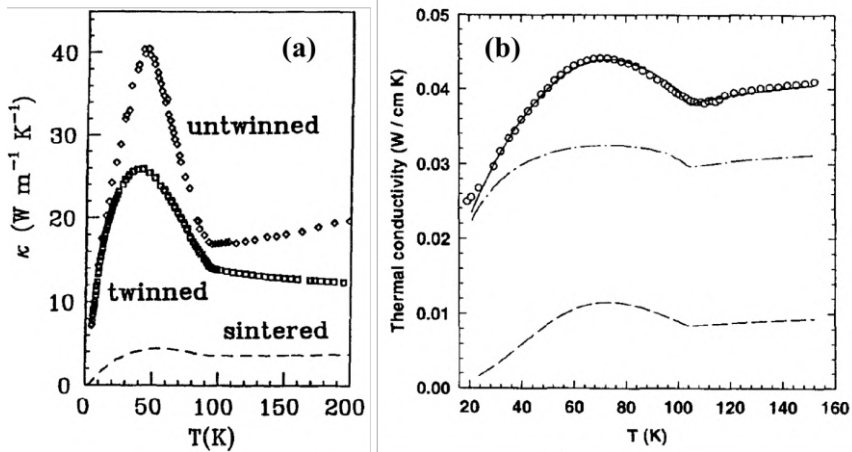 (a)
40
30
20
10
0
κ (W m⁻¹ K⁻¹)
untwinned
twinned
sintered
0 50 100 150 200
T(K)
(b)
0.05
0.04
0.03
0.02
0.01
0.00
Thermal conductivity (W / cm K)
20 40 60 80 100 120 140 160
T (K)